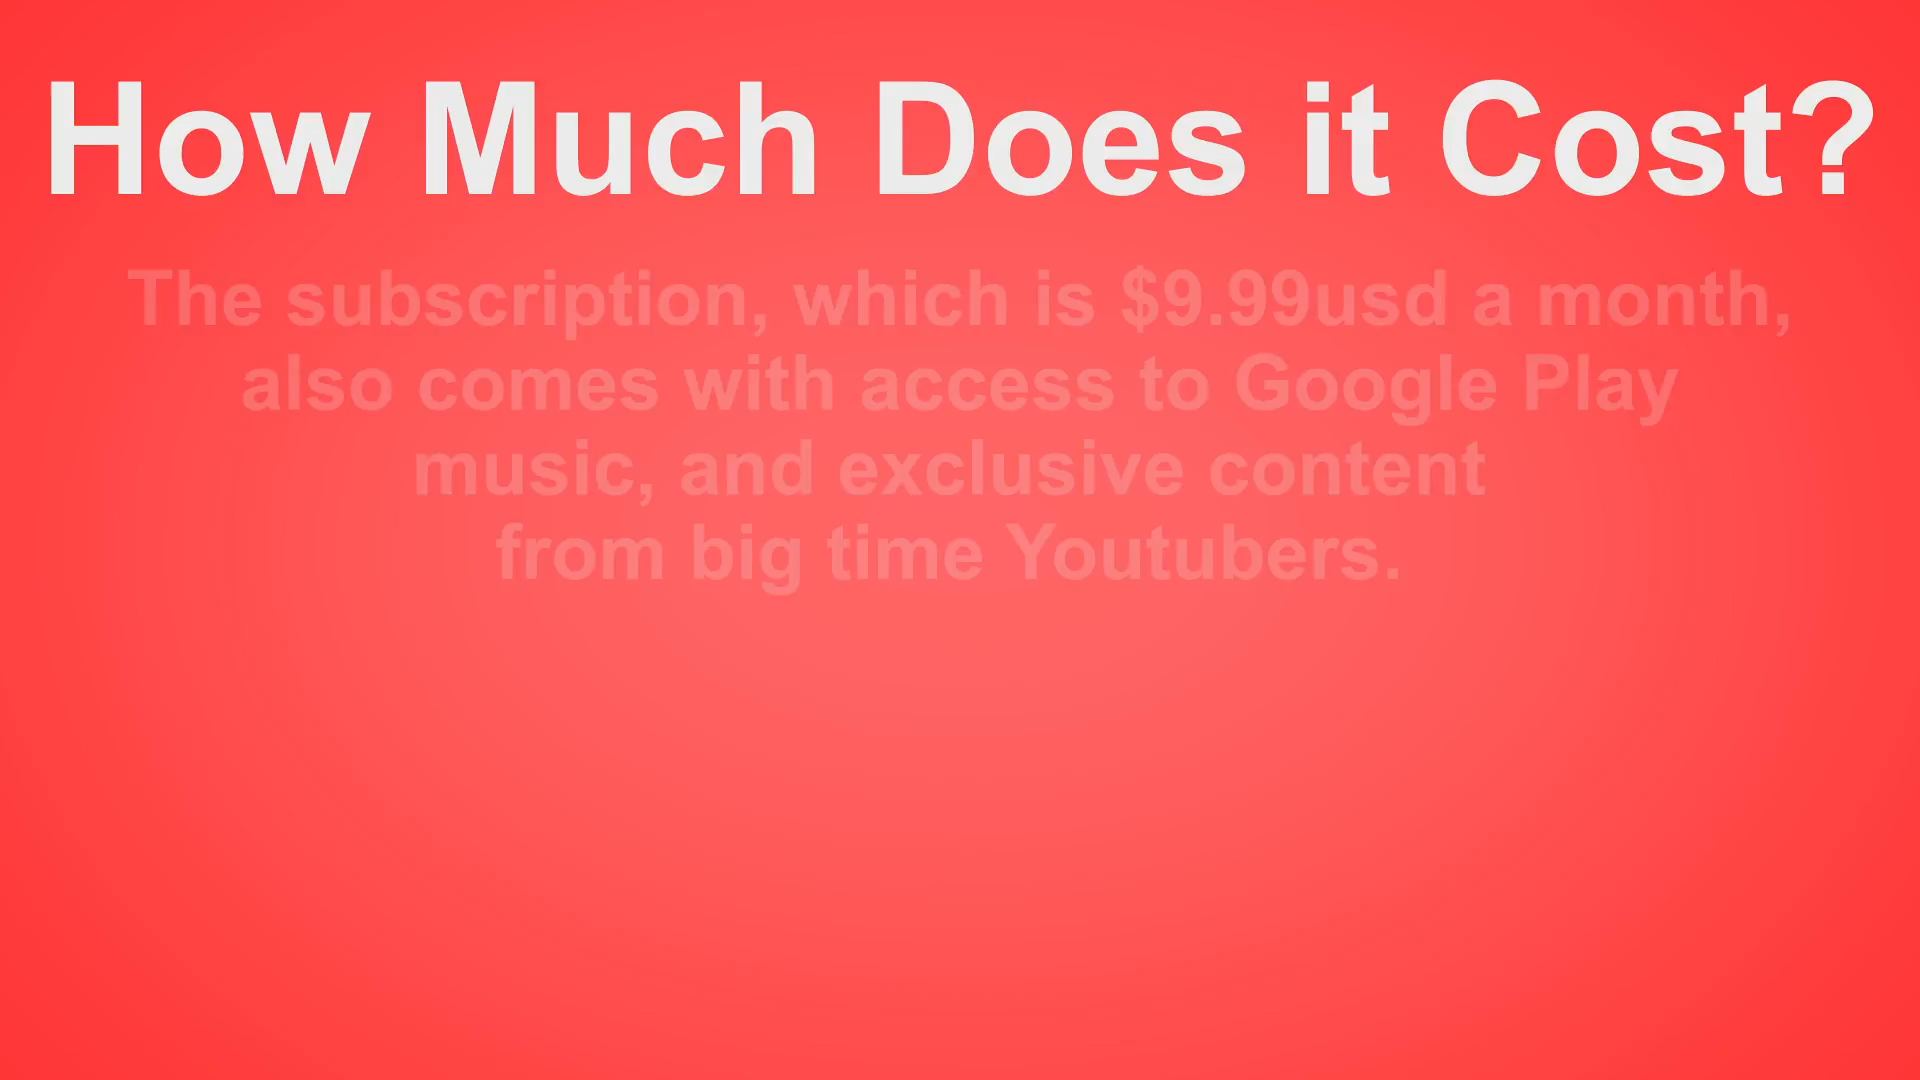 How Much Does it Cost?
The subscription, which is $9.99usd a month,
also comes with access to Google Play
music, and exclusive content
from big time Youtubers.